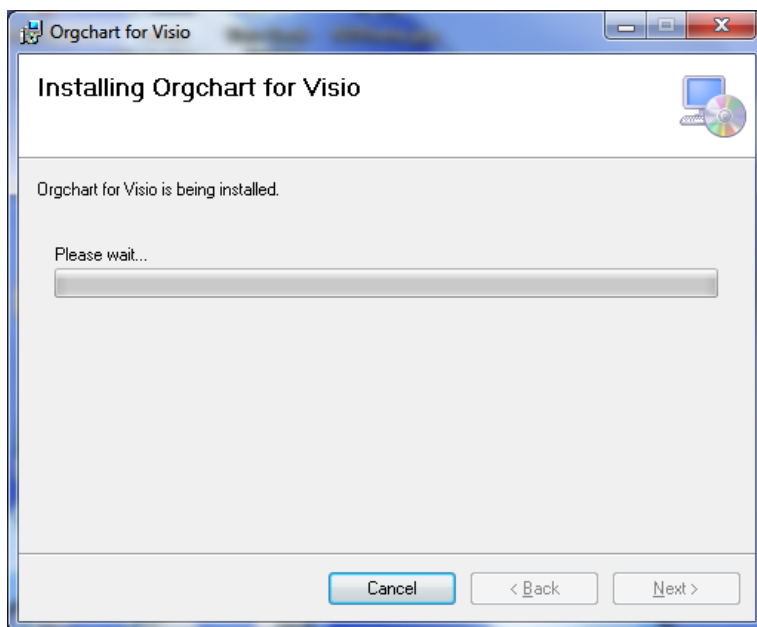 Orgchart for Visio
Installing Orgchart for Visio
Orgchart for Visio is being installed.
Please wait...
Cancel
< Back
Next >